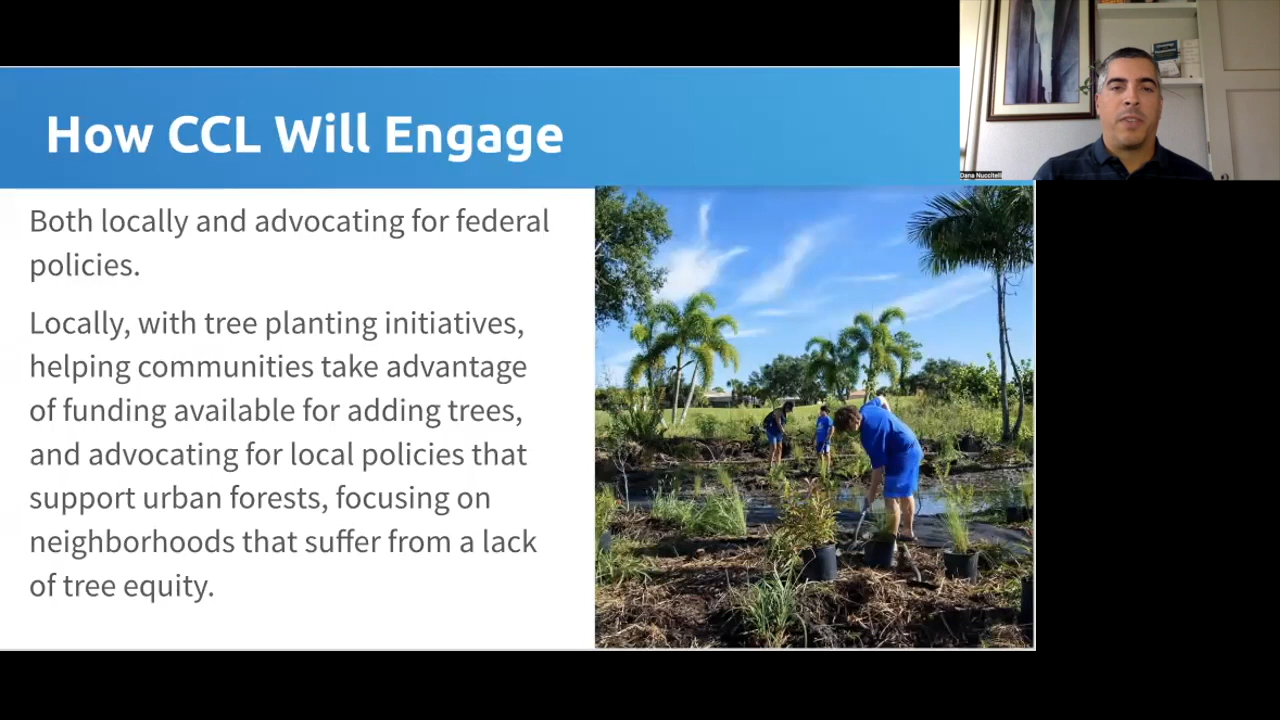 How CCL Will Engage
Both locally and advocating for federal
policies.
Locally, with tree planting initiatives,
helping communities take advantage
of funding available for adding trees,
and advocating for local policies that
support urban forests, focusing on
neighborhoods that suffer from a lack
of tree equity.
Dana Nuccitelli